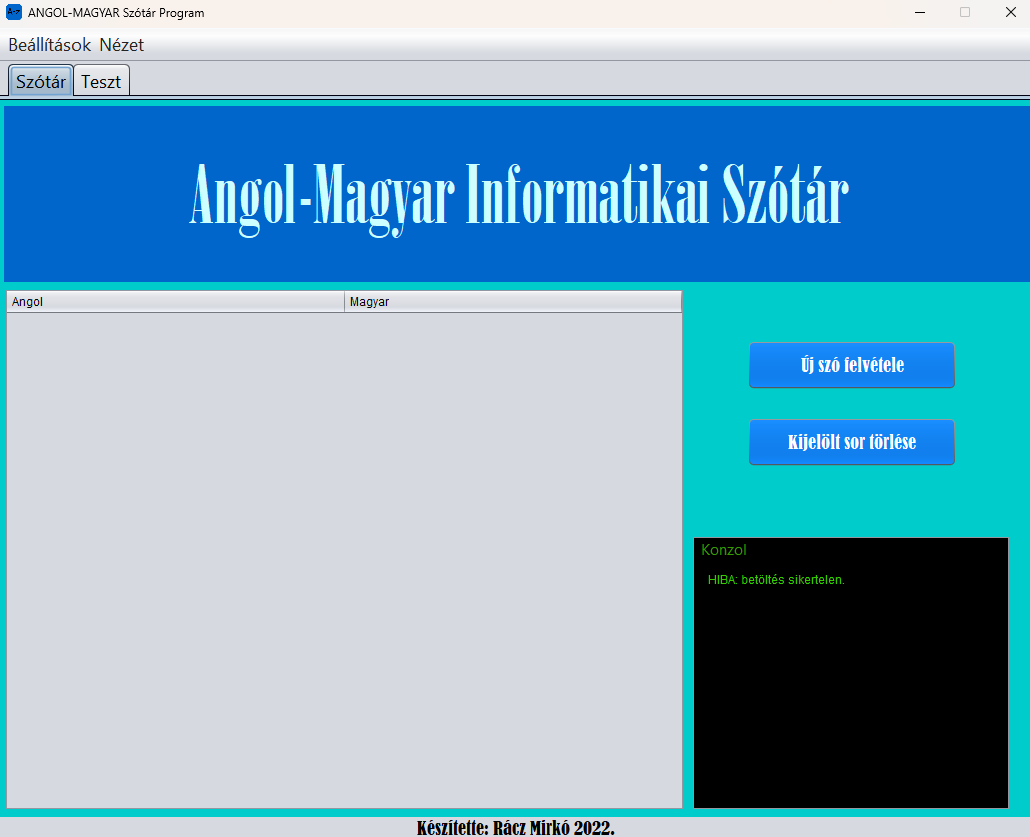 ANGOL-MAGYAR Szótár Program
Beállítások Nézet
Szótár Teszt
Angol-Magyar Informatikai Szótár
Angol Magyar
Új szó felvétele
Kijelölt sor törlése
Konzol
HIBA: betöltés sikertelen.
Készítette: Rácz Mirkó 2022.